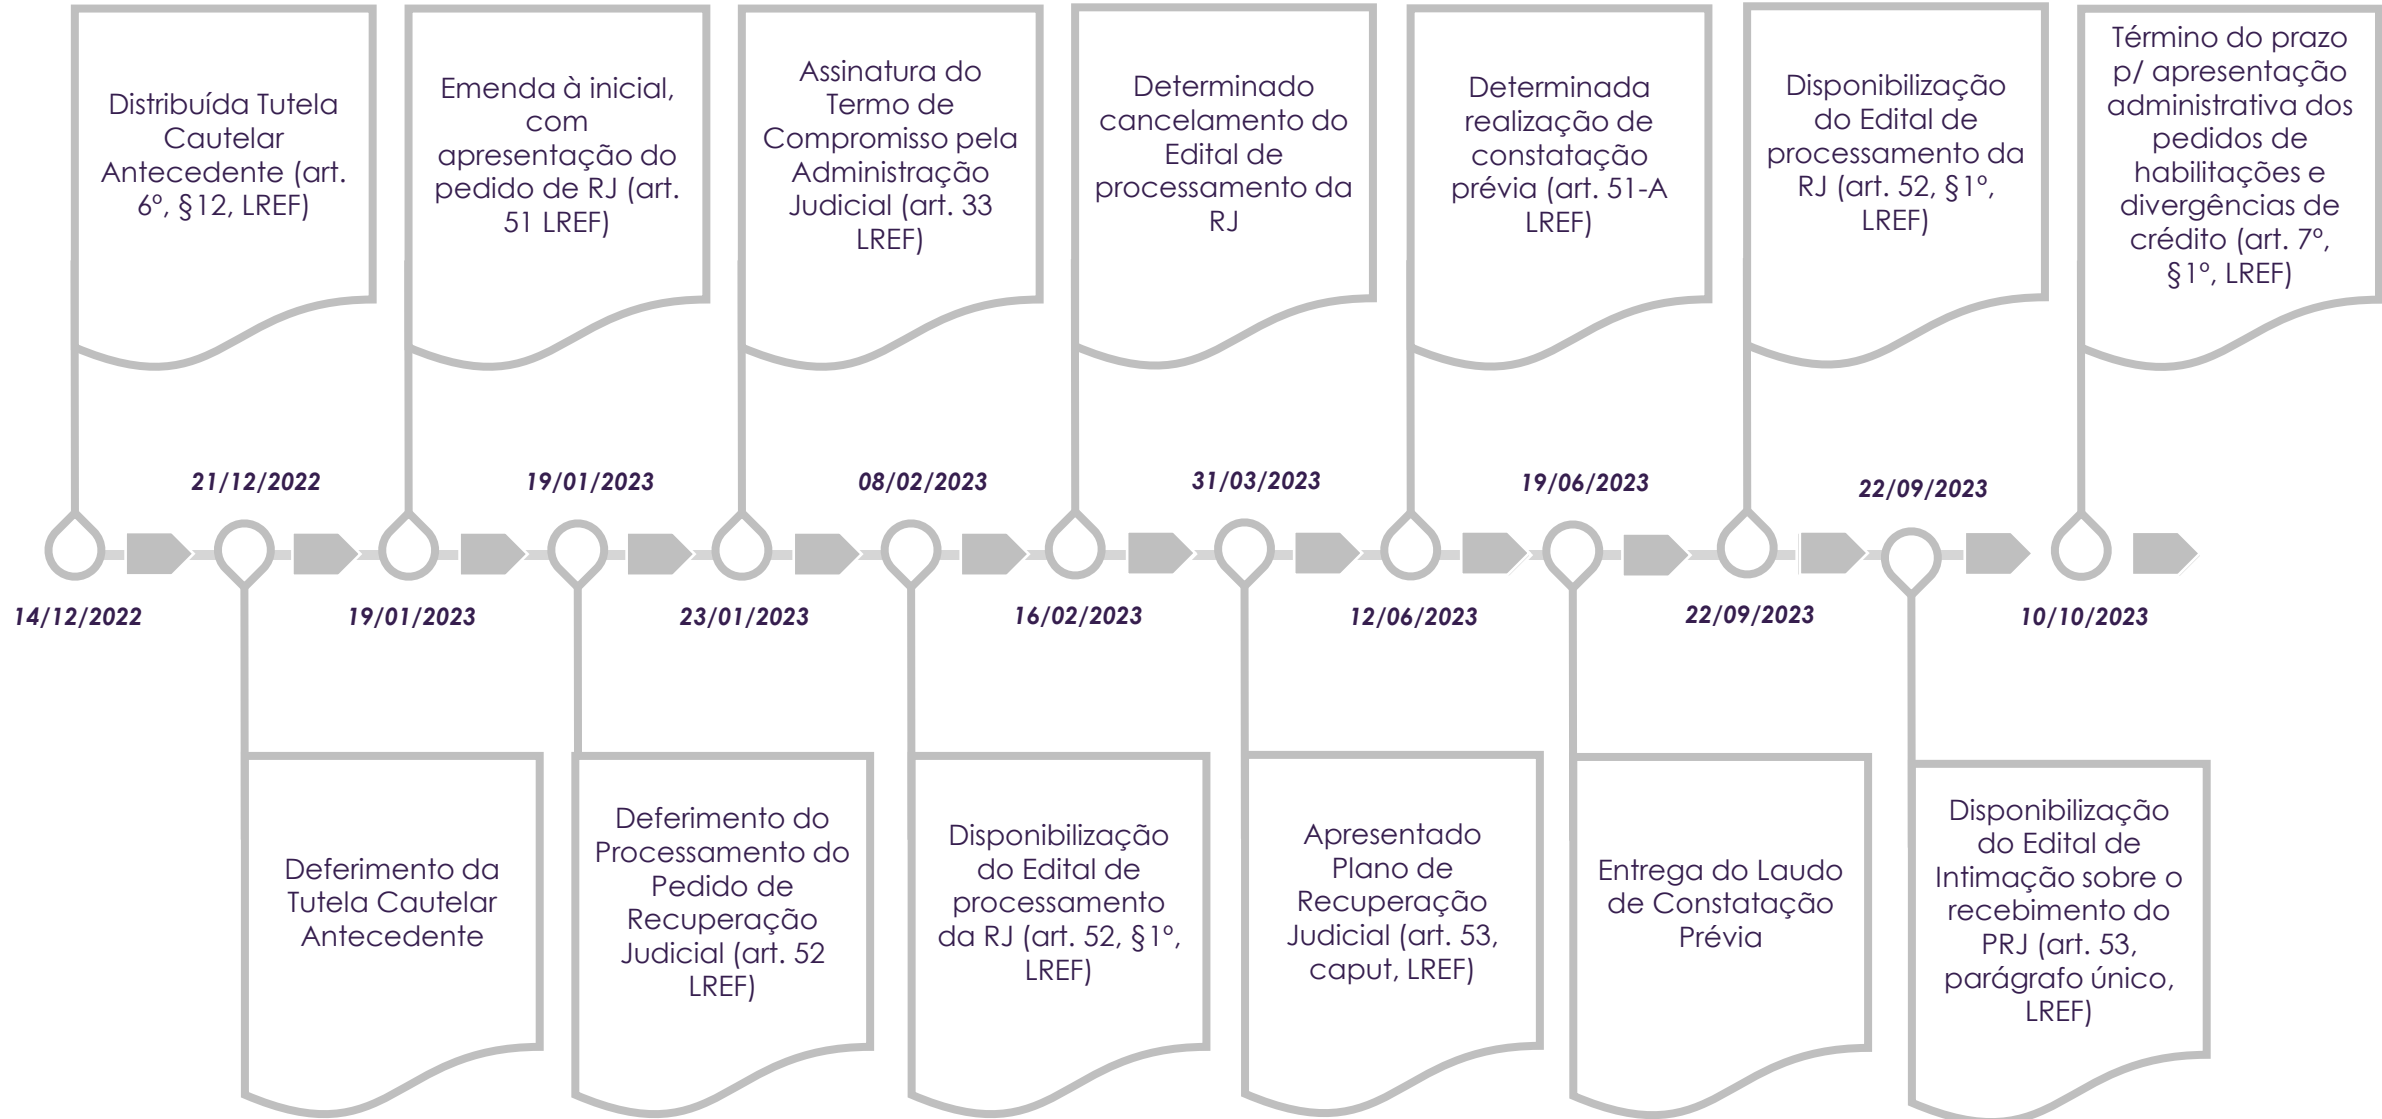 Distribuída Tutela
Cautelar
Antecedente (art.
6º, §12, LREF)
Emenda à inicial,
com
apresentação do
pedido de RJ (art.
51 LREF)
Assinatura do
Termo de
Compromisso pela
Administração
Judicial (art. 33
LREF)
Determinado
cancelamento do
Edital de
processamento da
RJ
Determinada
realização de
constatação
prévia (art. 51-A
LREF)
Disponibilização
do Edital de
processamento da
RJ (art. 52, §1º,
LREF)
Término do prazo
p/ apresentação
administrativa dos
pedidos de
habilitações e
divergências de
crédito (art. 7º,
§1º, LREF)
21/12/2022
19/01/2023
08/02/2023
31/03/2023
19/06/2023
22/09/2023
14/12/2022
19/01/2023
23/01/2023
16/02/2023
12/06/2023
22/09/2023
10/10/2023
Deferimento da
Tutela Cautelar
Antecedente
Deferimento do
Processamento do
Pedido de
Recuperação
Judicial (art. 52
LREF)
Disponibilização
do Edital de
processamento
da RJ (art. 52, §1º,
LREF)
Apresentado
Plano de
Recuperação
Judicial (art. 53,
caput, LREF)
Entrega do Laudo
de Constatação
Prévia
Disponibilização
do Edital de
Intimação sobre o
recebimento do
PRJ (art. 53,
parágrafo único,
LREF)